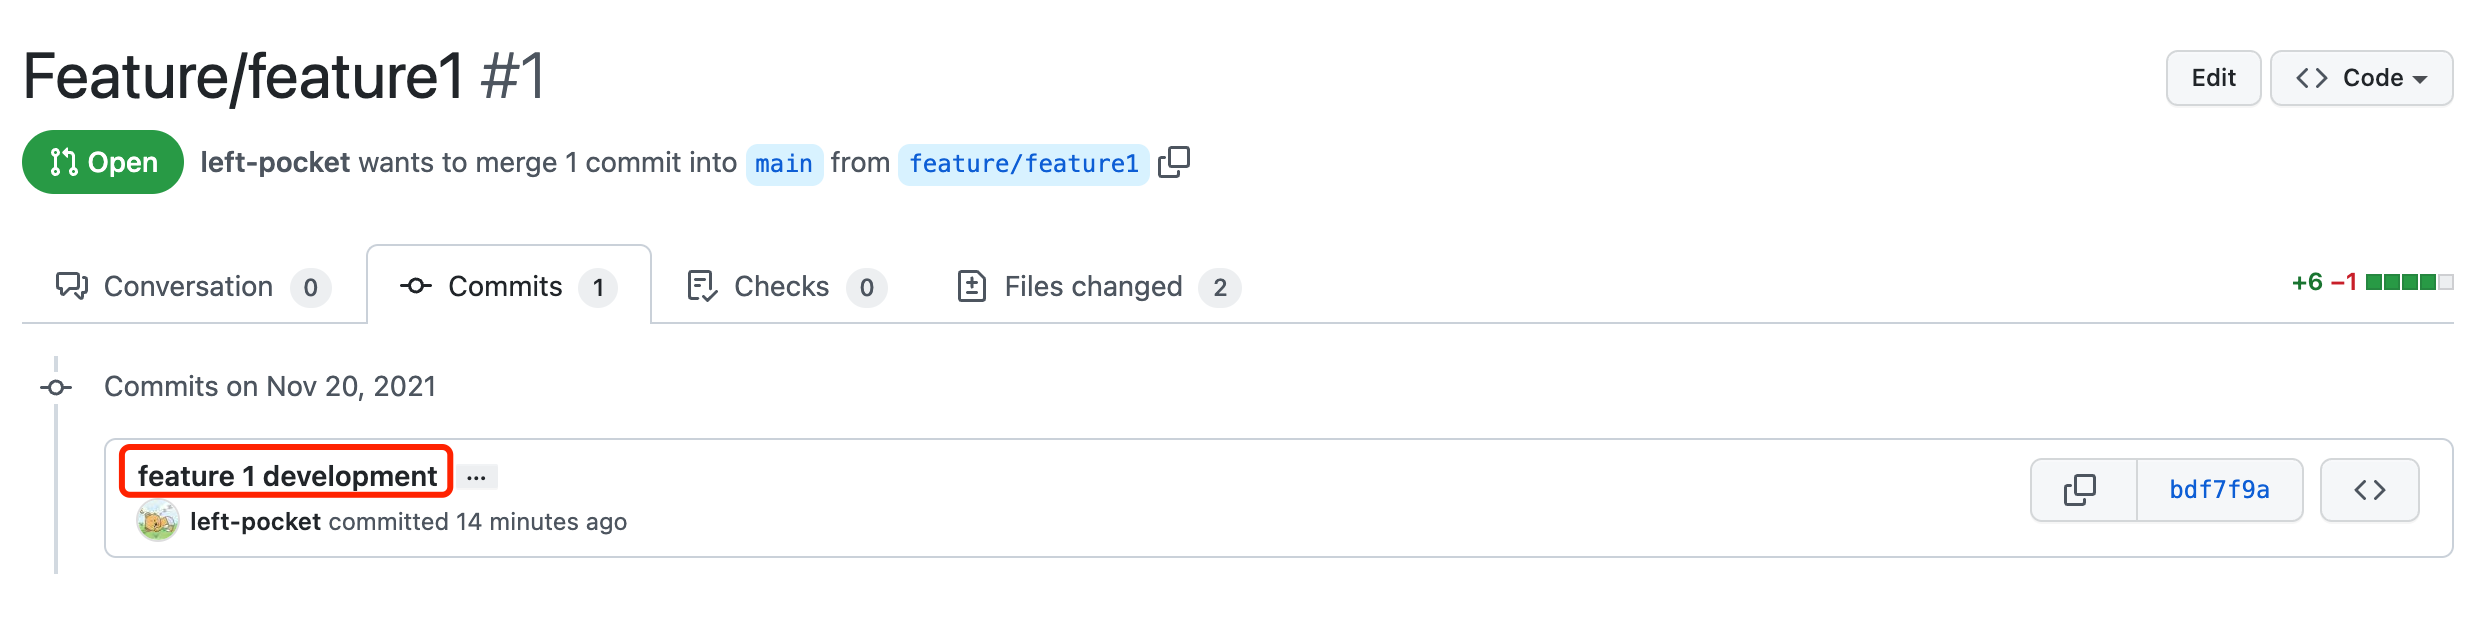 Feature/feature1 #1
Edit
Code
Open
left-pocket wants to merge 1 commit into main from feature/feature1
Conversation 0
Commits 1
Checks 0
Files changed 2
+6 −1
Commits on Nov 20, 2021
feature 1 development ...
left-pocket committed 14 minutes ago
bdf7f9a